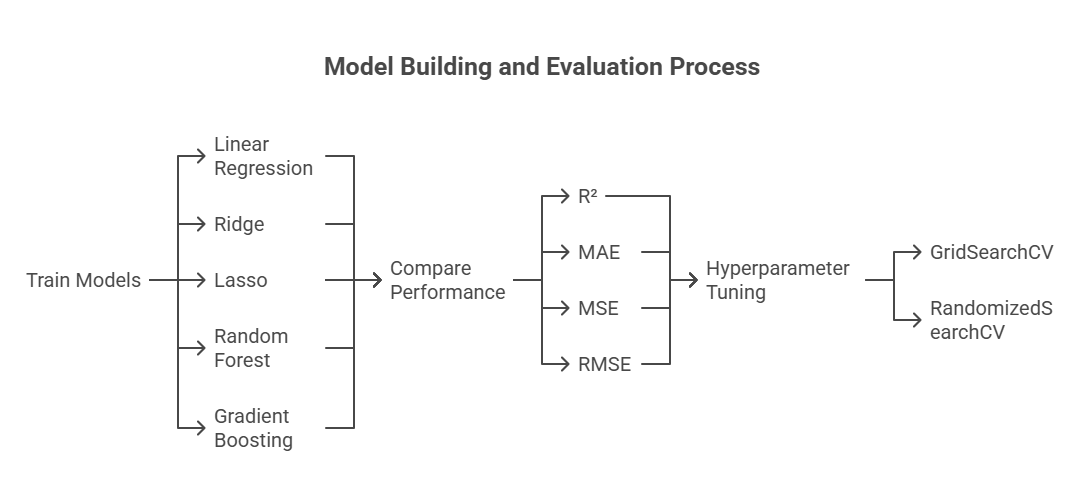 Model Building and Evaluation Process
Train Models
Linear
Regression
Ridge
Lasso
Random
Forest
Gradient
Boosting
Compare
Performance
R²
MAE
MSE
RMSE
Hyperparameter
Tuning
GridSearchCV
RandomizedS
earchCV